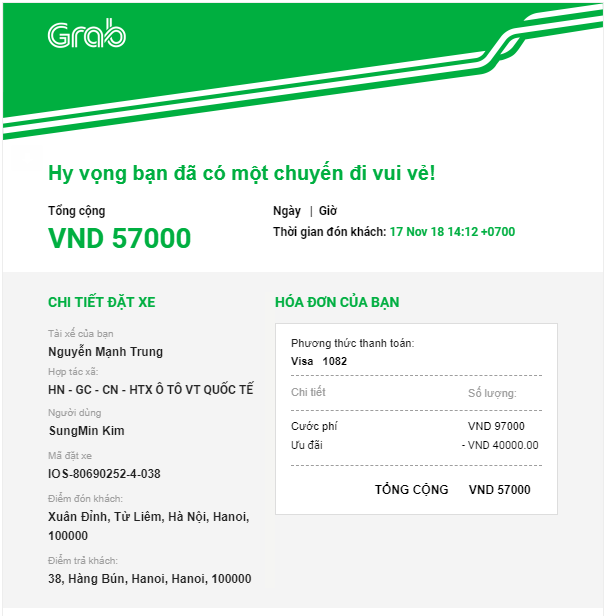 Grab
Hy vọng bạn đã có một chuyến đi vui vẻ!
Tổng cộng
VND 57000
Ngày | Giờ
Thời gian đón khách: 17 Nov 18 14:12 +0700
CHI TIẾT ĐẶT XE
Tài xế của bạn
Nguyễn Mạnh Trung
Hợp tác xã:
HN - GC - CN - HTX Ô TÔ VT QUỐC TẾ
Người dùng
SungMin Kim
Mã đặt xe
IOS-80690252-4-038
Điểm đón khách:
Xuân Đỉnh, Từ Liêm, Hà Nội, Hanoi,
100000
Điểm trả khách:
38, Hàng Bún, Hanoi, Hanoi, 100000
HÓA ĐƠN CỦA BẠN
Phương thức thanh toán:
Visa 1082
Chi tiết Số lượng:
Cước phí VND 97000
Ưu đãi - VND 40000.00
TỔNG CỘNG VND 57000